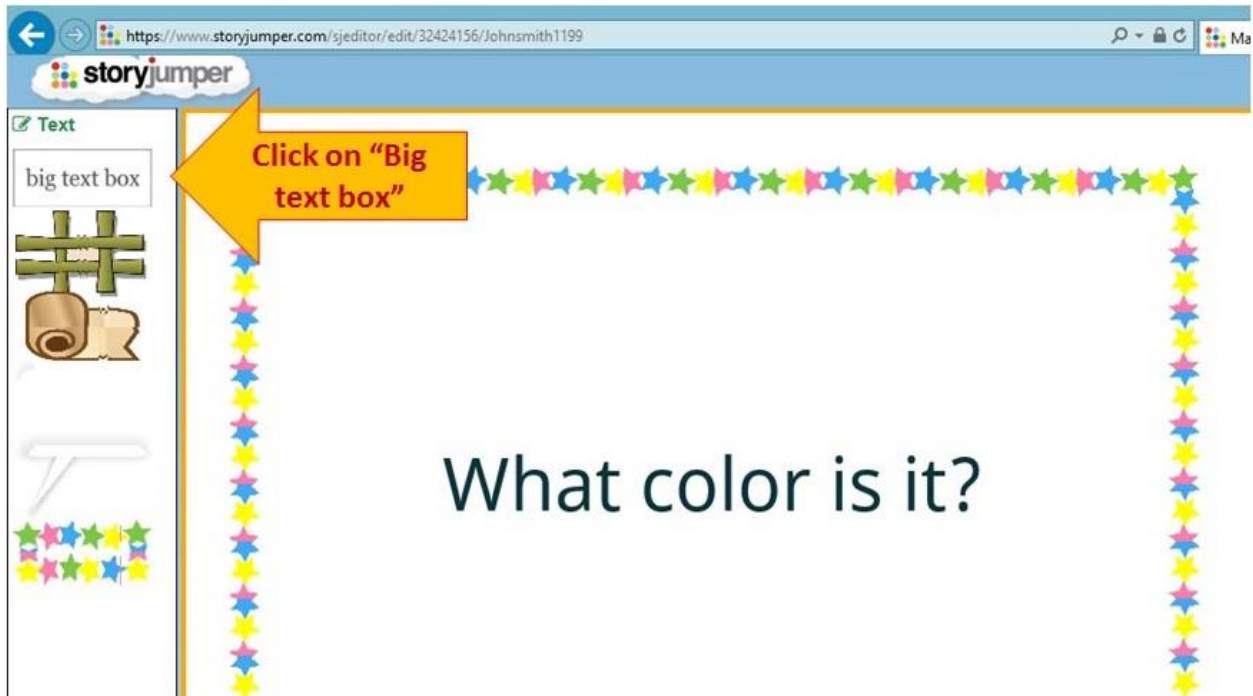 https://www.storyjumper.com/sjeditor/edit/32424156/Johnsmith1199
Ma
storyjumper
Text
big text box
Click on “Big
text box”
What color is it?